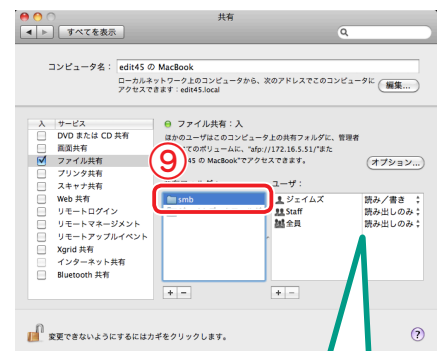 共有
すべてを表示
コンピュータ名： edit45 の MacBook
ローカルネットワーク上のコンピュータから、次のアドレスでこのコンピュータに
アクセスできます：edit45.local
編集...
入 サービス
DVD または CD 共有
画面共有
ファイル共有
プリンタ共有
スキャナ共有
Web 共有
リモートログイン
リモートマネージメント
リモートアップルイベント
Xgrid 共有
インターネット共有
Bluetooth 共有
ファイル共有：入
ほかのユーザはこのコンピュータ上の共有フォルダに、管理者
てのボリュームに、"afp://172.16.5.51/"また
45 の MacBook"でアクセスできます。
オプション...
⑨
smb
ユーザ：
ジェイムズ 読み／書き
Staff 読み出しのみ
全員 読み出しのみ
+ −
+ −
変更できないようにするにはカギをクリックします。
?